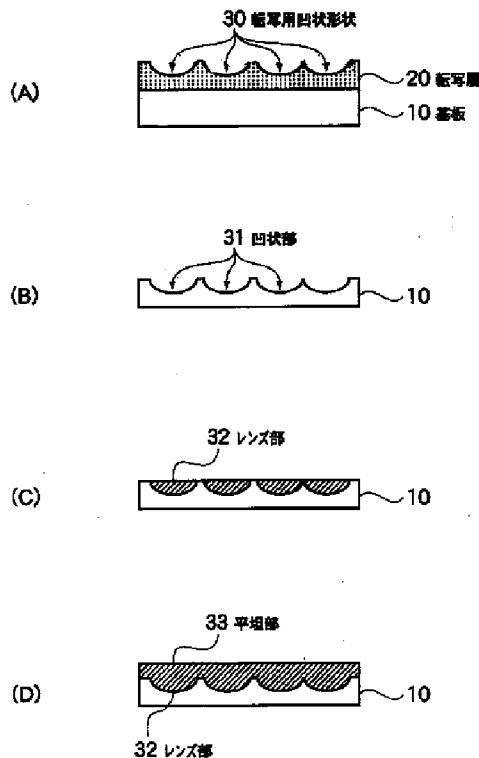 30 転写用凹状形状
(A)
20 転写層
10 基板
31 凹状部
(B)
10
32 レンズ部
(C)
10
33 平坦部
(D)
10
32 レンズ部